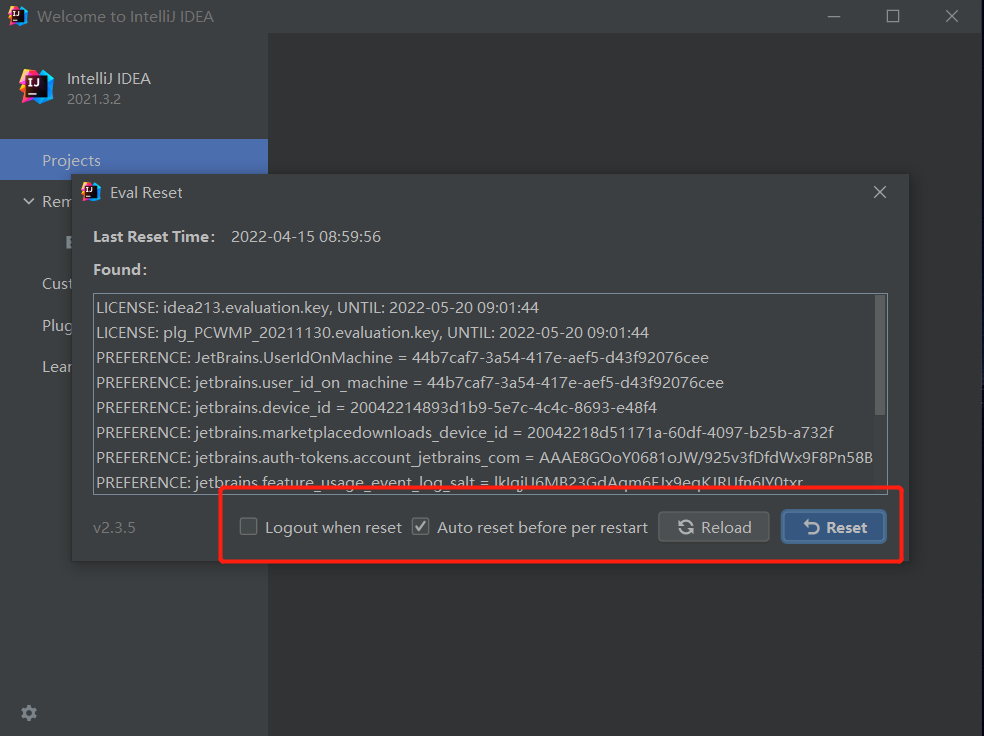 Welcome to IntelliJ IDEA
IntelliJ IDEA
2021.3.2
Projects
Rem
Cust
Plug
Lear
Eval Reset
Last Reset Time: 2022-04-15 08:59:56
Found:
LICENSE: idea213.evaluation.key, UNTIL: 2022-05-20 09:01:44
LICENSE: plg_PCWMP_20211130.evaluation.key, UNTIL: 2022-05-20 09:01:44
PREFERENCE: JetBrains.UserIdOnMachine = 44b7caf7-3a54-417e-aef5-d43f92076cee
PREFERENCE: jetbrains.user_id_on_machine = 44b7caf7-3a54-417e-aef5-d43f92076cee
PREFERENCE: jetbrains.device_id = 20042214893d1b9-5e7c-4c4c-8693-e48f4
PREFERENCE: jetbrains.marketplacedownloads_device_id = 20042218d51171a-60df-4097-b25b-a732f
PREFERENCE: jetbrains.auth-tokens.account_jetbrains_com = AAAE8GOoY0681oJW/925v3fDfdWx9F8Pn58B
PREFERENCE: jetbrains.feature_usage_event_log_salt =
v2.3.5
Logout when reset
Auto reset before per restart
Reload
Reset